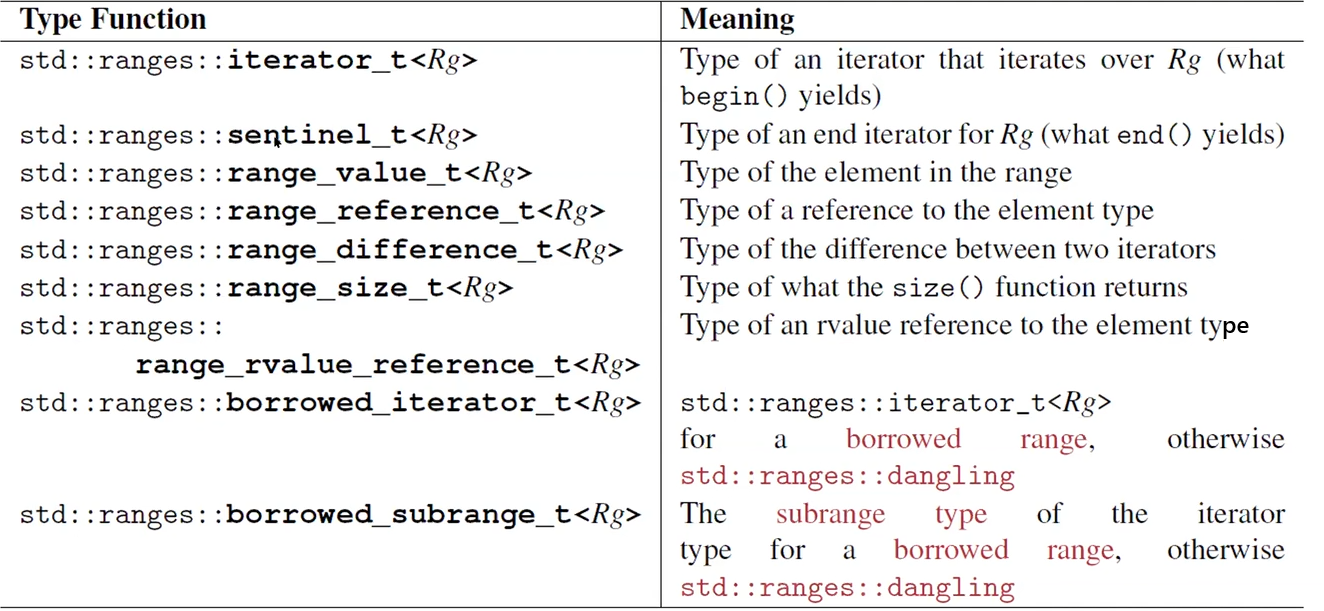 Type Function Meaning
std::ranges::iterator_t<Rg> Type of an iterator that iterates over Rg (what
begin() yields)
std::ranges::sentinel_t<Rg> Type of an end iterator for Rg (what end() yields)
std::ranges::range_value_t<Rg> Type of the element in the range
std::ranges::range_reference_t<Rg> Type of a reference to the element type
std::ranges::range_difference_t<Rg> Type of the difference between two iterators
std::ranges::range_size_t<Rg> Type of what the size() function returns
std::ranges:: Type of an rvalue reference to the element type
range_rvalue_reference_t<Rg>
std::ranges::borrowed_iterator_t<Rg> std::ranges::iterator_t<Rg>
for a borrowed range, otherwise
std::ranges::dangling
std::ranges::borrowed_subrange_t<Rg> The subrange type of the iterator
type for a borrowed range, otherwise
std::ranges::dangling